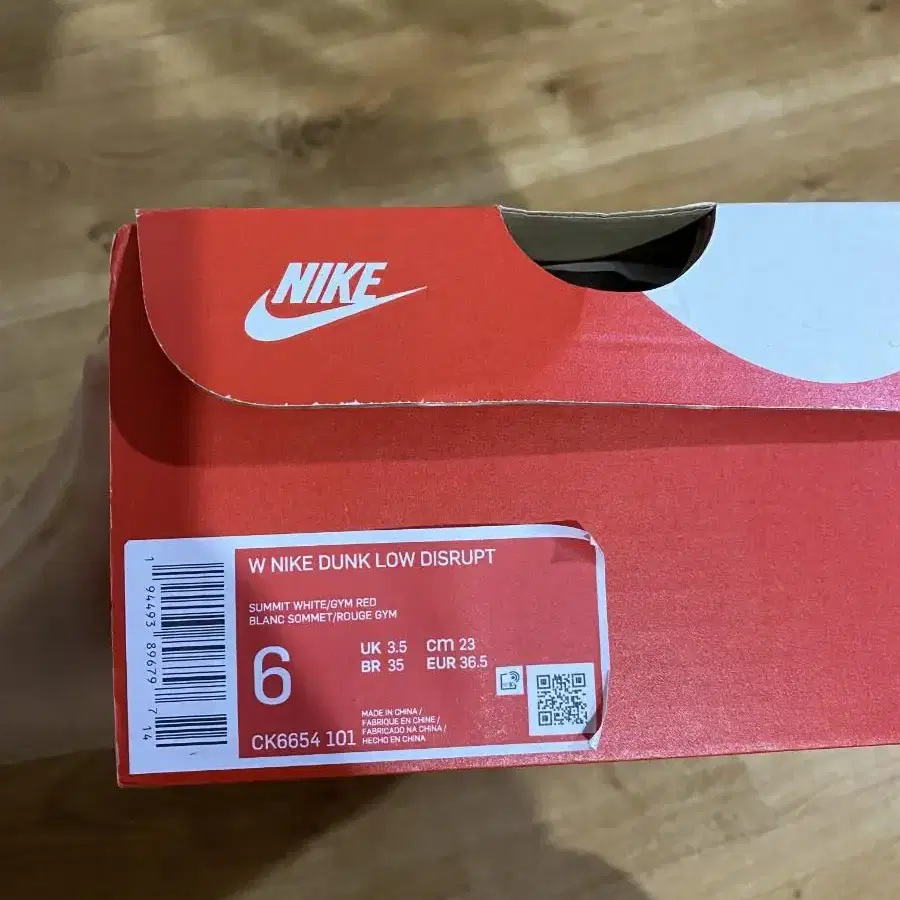 NIKE
W NIKE DUNK LOW DISRUPT
SUMMIT WHITE/GYM RED
BLANC SOMMET/ROUGE GYM
6
UK 3.5 cm 23
BR 35 EUR 36.5
MADE IN CHINA /
FABRIQUE EN CHINE /
FABRICADO NA CHINA /
HECHO EN CHINA
CK6654 101
1 94493 89679 7 14